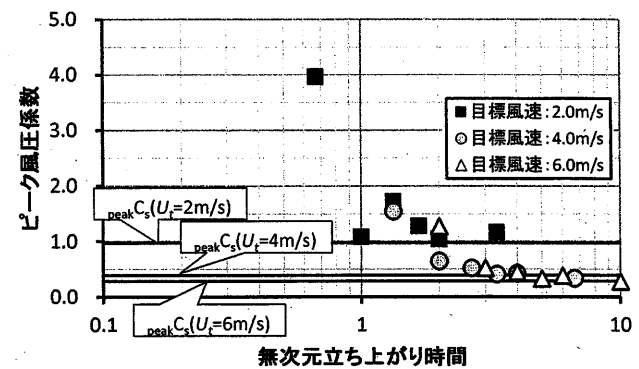 ピーク風圧係数
5.0
4.0
3.0
2.0
1.0
0.0
■目標風速:2.0m/s
目標風速:4.0m/s
△目標風速:6.0m/s
peakCs(Ut=2m/s)
peakCs(Ut=4m/s)
peakCs(Ut=6m/s)
0.1
1
10
無次元立ち上がり時間